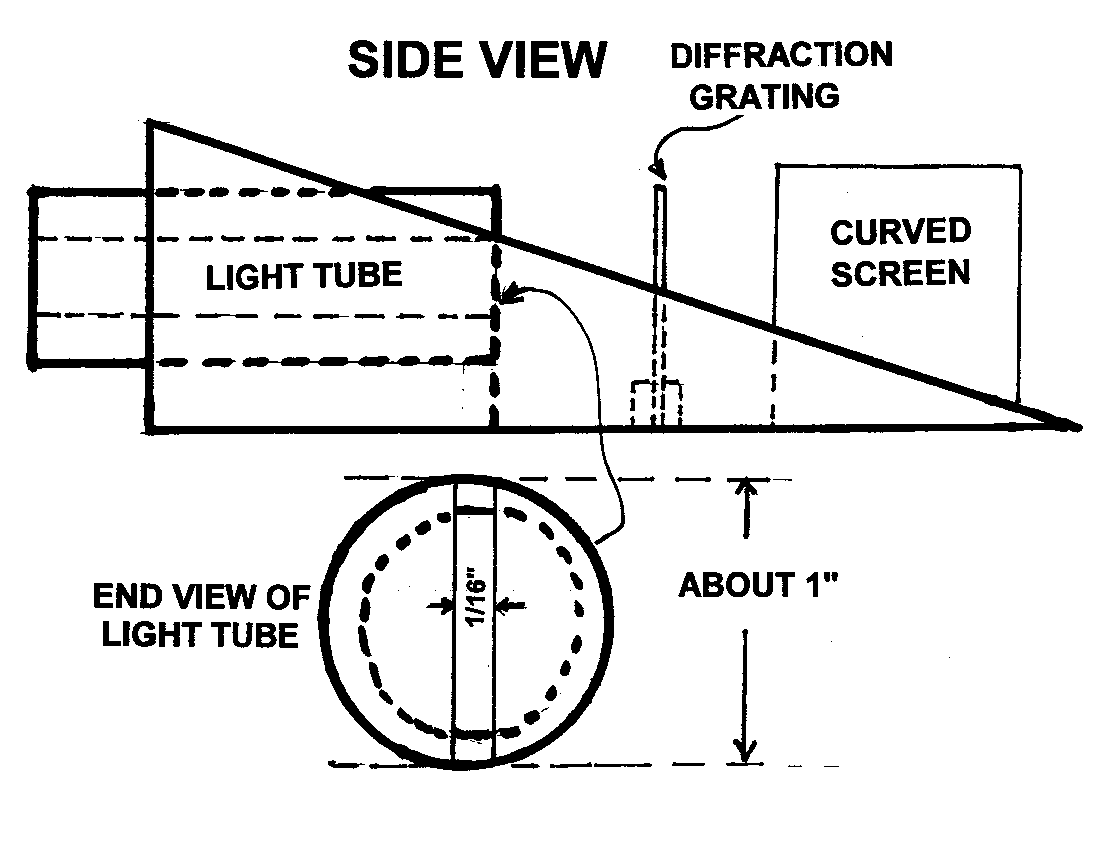 SIDE VIEW
DIFFRACTION
GRATING
CURVED
SCREEN
LIGHT TUBE
END VIEW OF
LIGHT TUBE
1/16"
ABOUT 1"